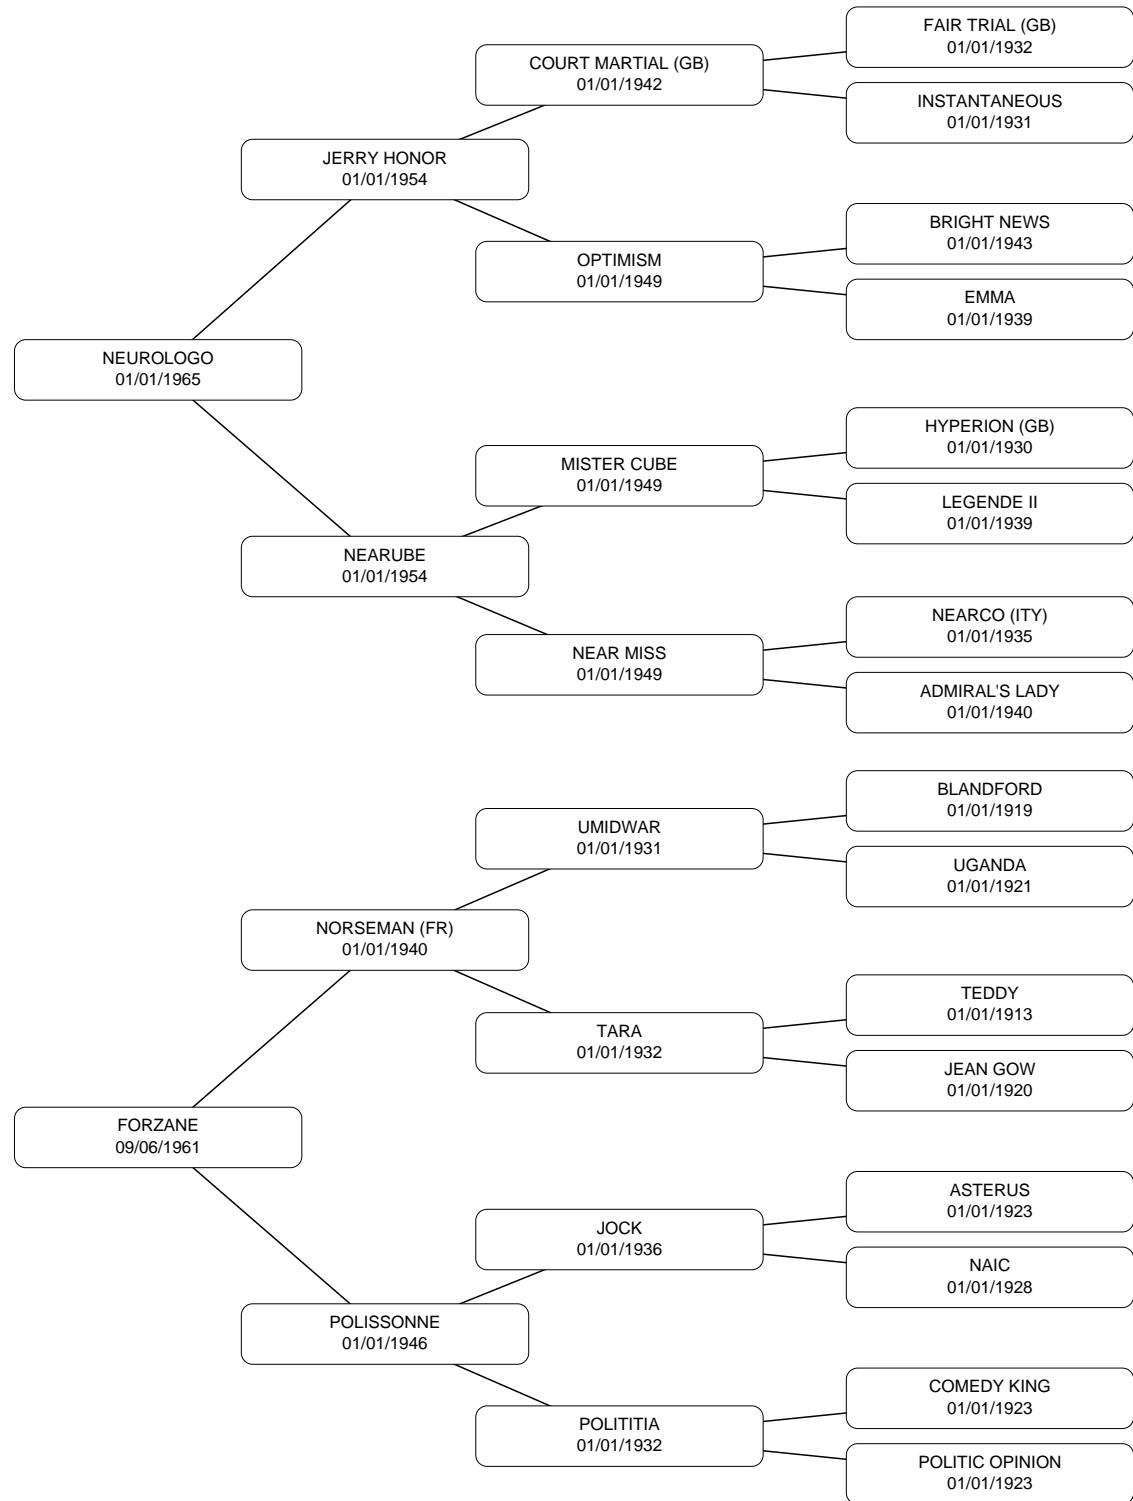 FAIR TRIAL (GB)
01/01/1932
COURT MARTIAL (GB)
01/01/1942
INSTANTANEOUS
01/01/1931
JERRY HONOR
01/01/1954
BRIGHT NEWS
01/01/1943
OPTIMISM
01/01/1949
EMMA
01/01/1939
NEUROLOGO
01/01/1965
HYPERION (GB)
01/01/1930
MISTER CUBE
01/01/1949
LEGENDE II
01/01/1939
NEARUBE
01/01/1954
NEARCO (ITY)
01/01/1935
NEAR MISS
01/01/1949
ADMIRAL'S LADY
01/01/1940
BLANDFORD
01/01/1919
UMIDWAR
01/01/1931
UGANDA
01/01/1921
NORSEMAN (FR)
01/01/1940
TEDDY
01/01/1913
TARA
01/01/1932
JEAN GOW
01/01/1920
FORZANE
09/06/1961
ASTERUS
01/01/1923
JOCK
01/01/1936
NAIC
01/01/1928
POLISSONNE
01/01/1946
COMEDY KING
01/01/1923
POLITITIA
01/01/1932
POLITIC OPINION
01/01/1923